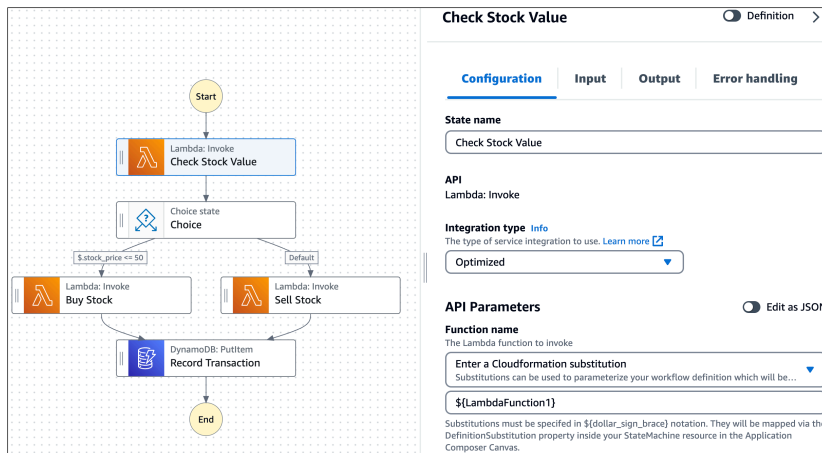 Start
Lambda: Invoke
Check Stock Value
Choice state
Choice
$.stock_price <= 50
Default
Lambda: Invoke
Buy Stock
Lambda: Invoke
Sell Stock
DynamoDB: PutItem
Record Transaction
End
Check Stock Value
Definition
Configuration Input Output Error handling
State name
Check Stock Value
API
Lambda: Invoke
Integration type Info
The type of service integration to use. Learn more
Optimized
API Parameters
Edit as JSON
Function name
The Lambda function to invoke
Enter a Cloudformation substitution
Substitutions can be used to parameterize your workflow definition which will be...
${LambdaFunction1}
Substitutions must be specifed in ${dollar_sign_brace} notation. They will be mapped via the
DefinitionSubstitution property inside your StateMachine resource in the Application
Composer Canvas.